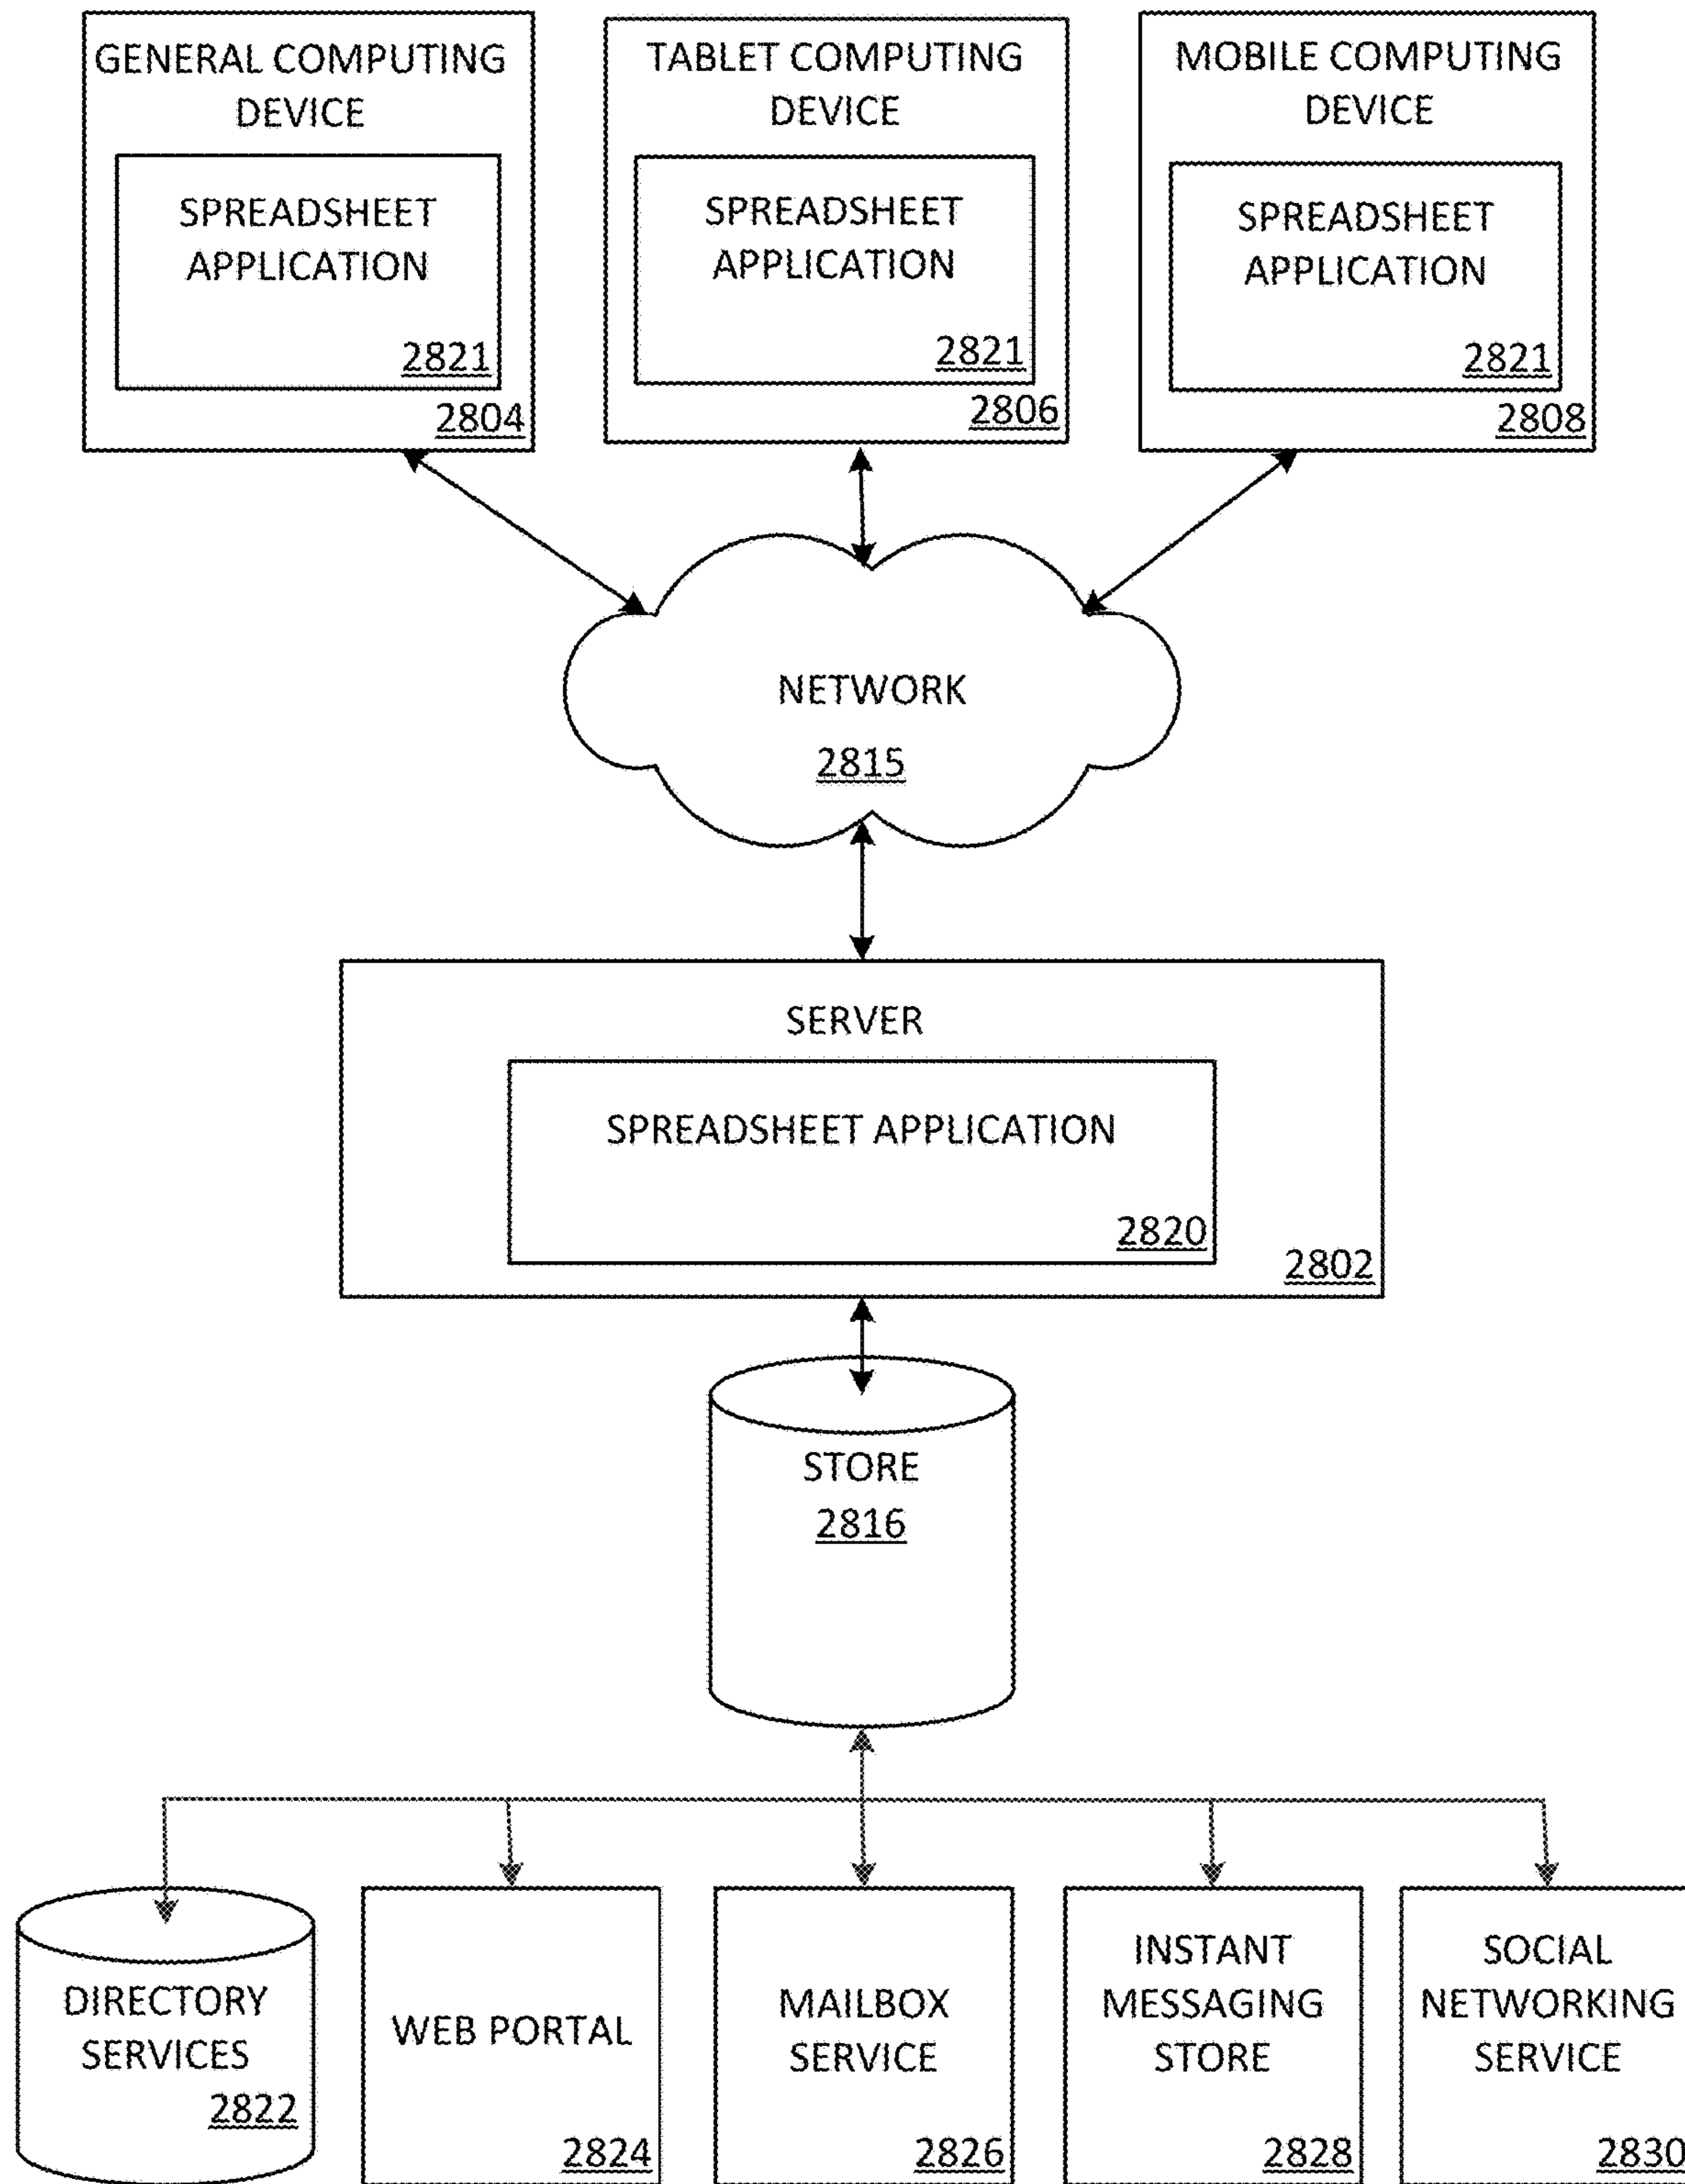 GENERAL COMPUTING
DEVICE
SPREADSHEET
APPLICATION
2821
2804
TABLET COMPUTING
DEVICE
SPREADSHEET
APPLICATION
2821
2806
MOBILE COMPUTING
DEVICE
SPREADSHEET
APPLICATION
2821
2808
NETWORK
2815
SERVER
SPREADSHEET APPLICATION
2820
2802
STORE
2816
DIRECTORY
SERVICES
2822
WEB PORTAL
2824
MAILBOX
SERVICE
2826
INSTANT
MESSAGING
STORE
2828
SOCIAL
NETWORKING
SERVICE
2830